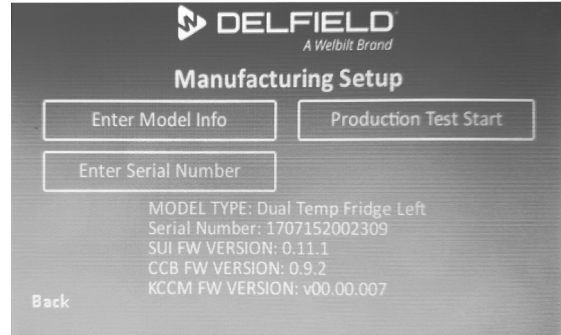 DELFIELD
A Welbilt Brand
Manufacturing Setup
Enter Model Info
Production Test Start
Enter Serial Number
MODEL TYPE: Dual Temp Fridge Left
Serial Number: 1707152002309
SUI FW VERSION: 0.11.1
CCB FW VERSION: 0.9.2
KCCM FW VERSION: v00.00.007
Back